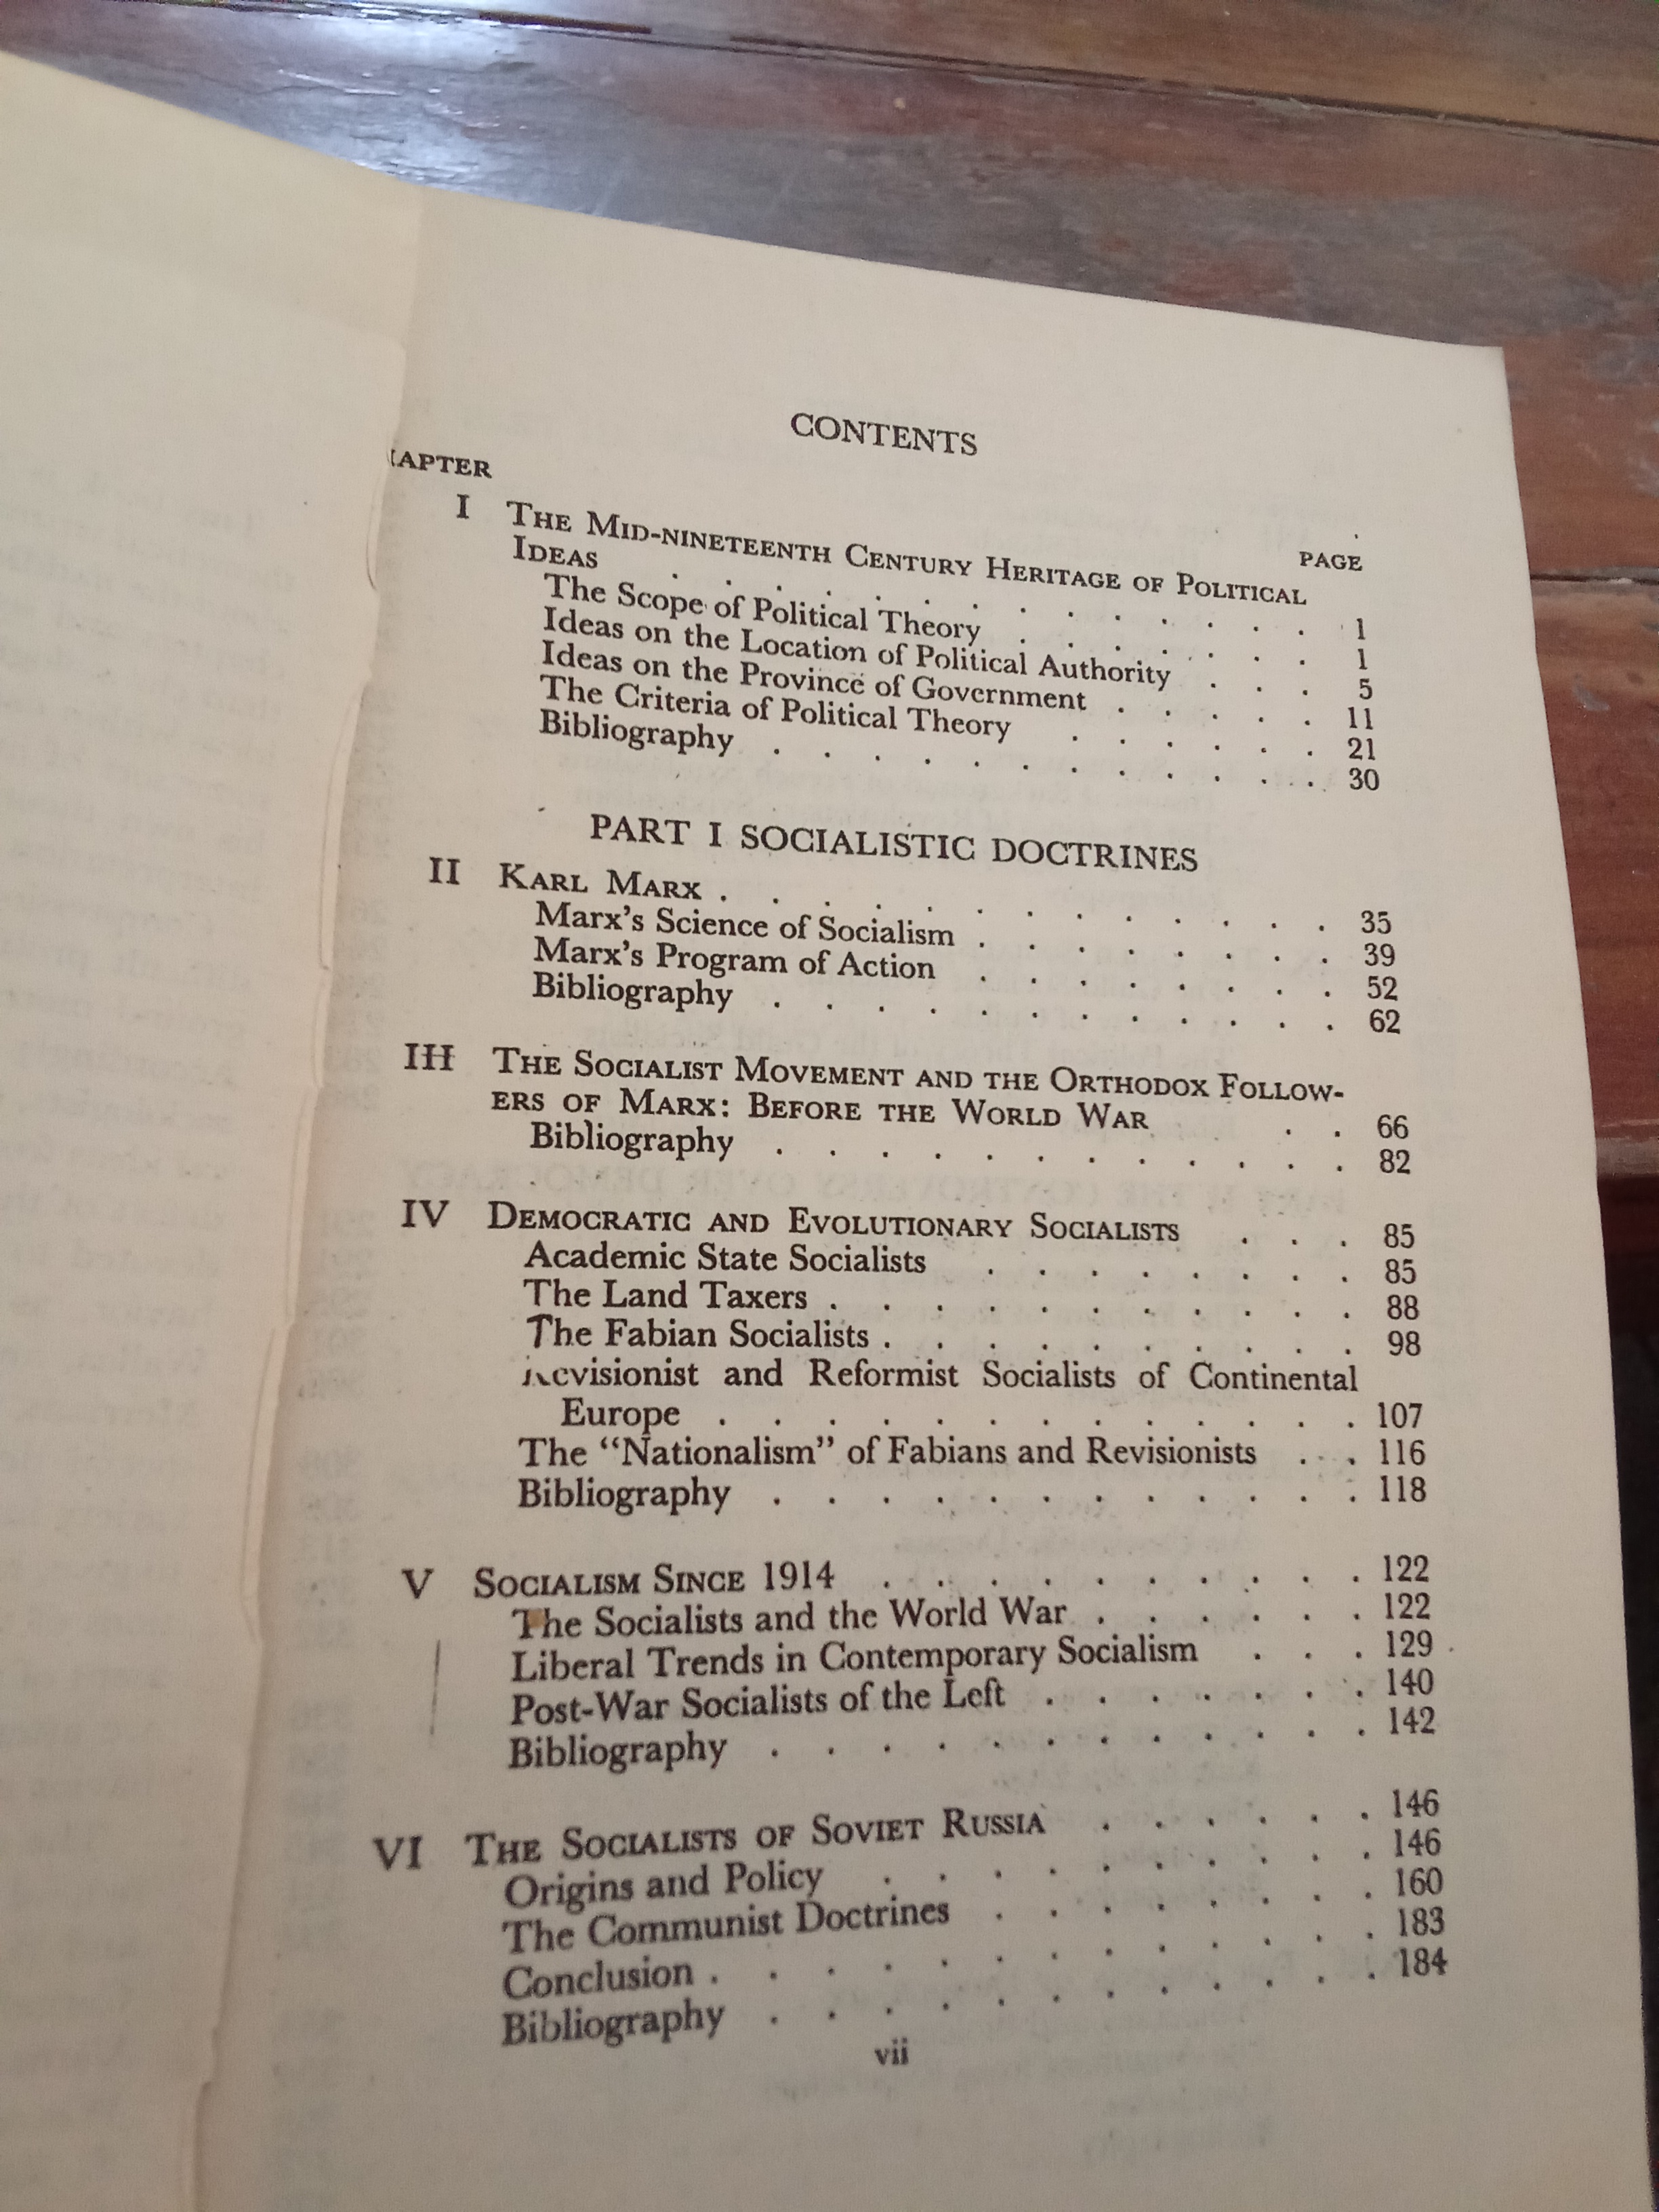 CONTENTS
HAPTER
PAGE
I THE MID-NINETEENTH CENTURY HERITAGE OF POLITICAL
IDEAS . . . . . . . . . . . . . 1
The Scope of Political Theory . . . . . . . 1
Ideas on the Location of Political Authority . . . 5
Ideas on the Province of Government . . . . . 11
The Criteria of Political Theory . . . . . . 21
Bibliography . . . . . . . . . . . . 30
PART I SOCIALISTIC DOCTRINES
II KARL MARX . . . . . . . . . . . . . 35
Marx's Science of Socialism . . . . . . . . 39
Marx's Program of Action . . . . . . . . 52
Bibliography . . . . . . . . . . . . 62
III THE SOCIALIST MOVEMENT AND THE ORTHODOX FOLLOW-
ERS OF MARX: BEFORE THE WORLD WAR . . 66
Bibliography . . . . . . . . . . . . 82
IV DEMOCRATIC AND EVOLUTIONARY SOCIALISTS . . . 85
Academic State Socialists . . . . . . . . 85
The Land Taxers . . . . . . . . . . . 88
The Fabian Socialists . . . . . . . . . . 98
Revisionist and Reformist Socialists of Continental
Europe . . . . . . . . . . . . . 107
The "Nationalism" of Fabians and Revisionists . . . 116
Bibliography . . . . . . . . . . . . 118
V SOCIALISM SINCE 1914 . . . . . . . . . . 122
The Socialists and the World War . . . . . . 122
Liberal Trends in Contemporary Socialism . . . 129
Post-War Socialists of the Left . . . . . . . 140
Bibliography . . . . . . . . . . . . 142
VI THE SOCIALISTS OF SOVIET RUSSIA . . . . . . 146
Origins and Policy . . . . . . . . . . 146
The Communist Doctrines . . . . . . . . 160
Conclusion . . . . . . . . . . . . . 183
Bibliography . . . . . . . . . . . . 184
vii